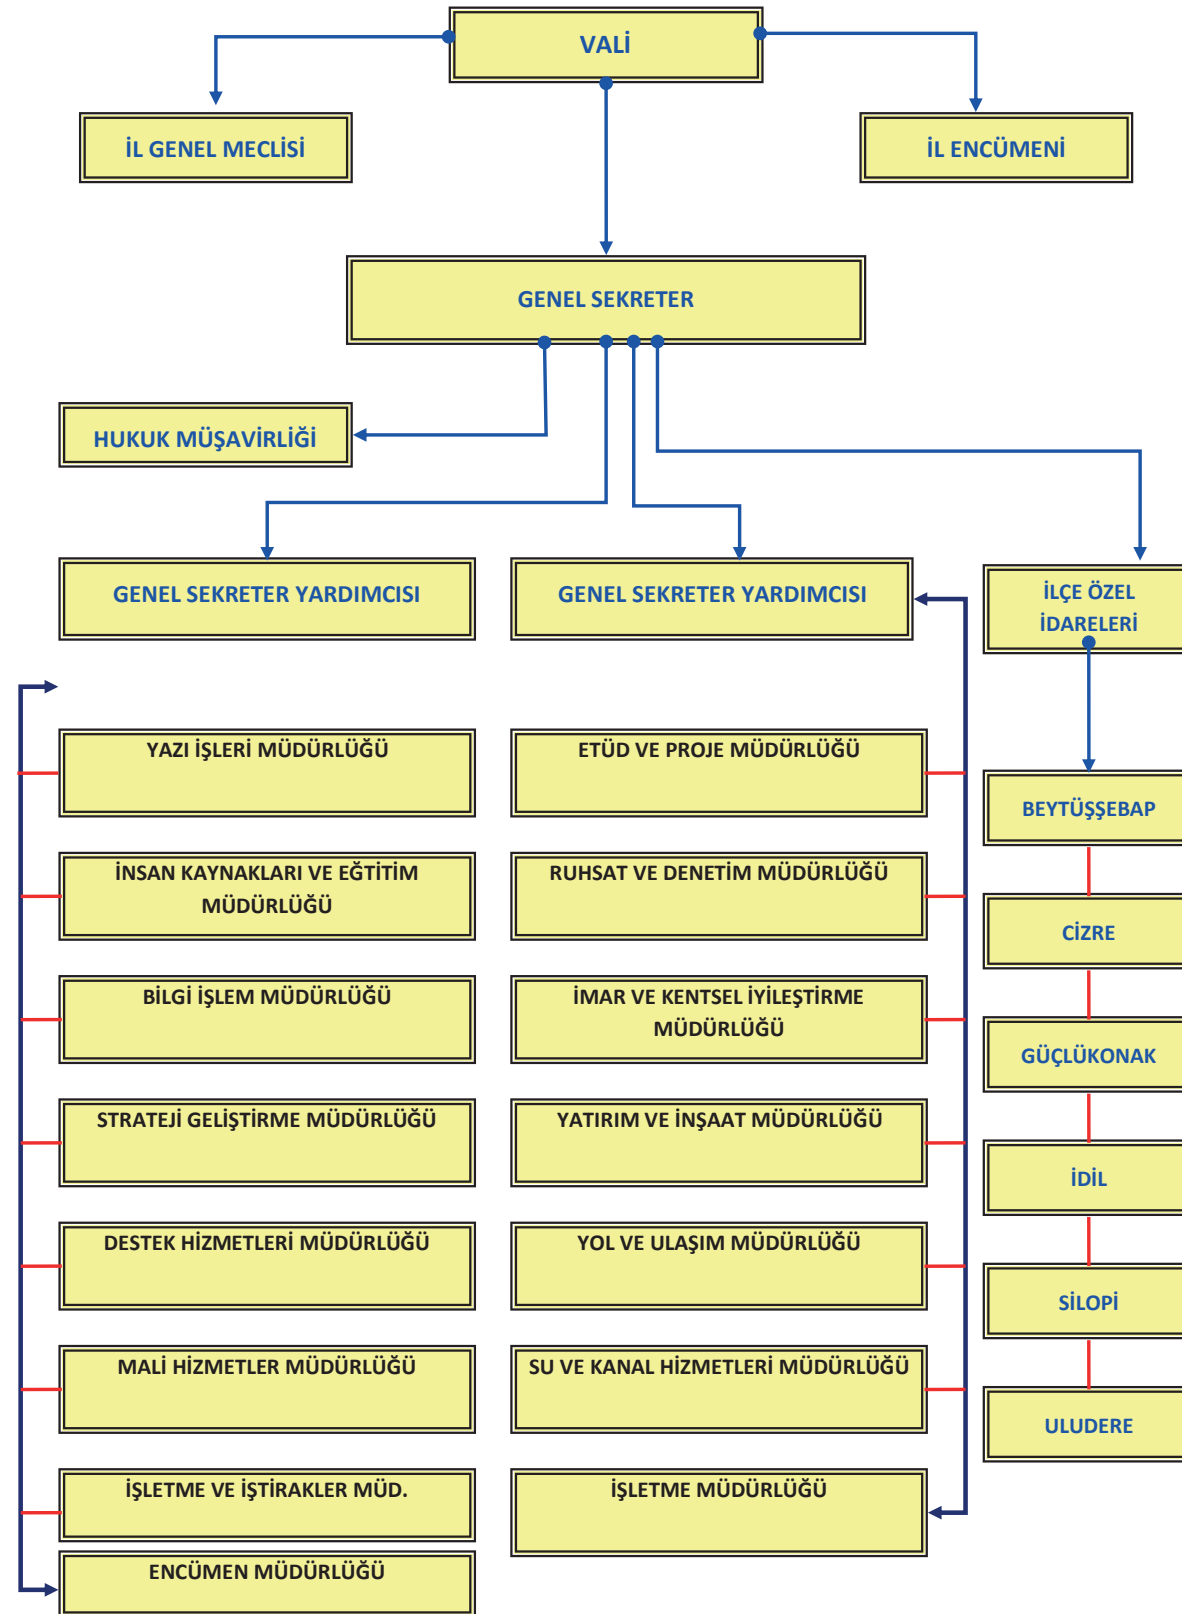 VALİ
İL GENEL MECLİSİ
İL ENCÜMENİ
GENEL SEKRETER
HUKUK MÜŞAVİRLİĞİ
GENEL SEKRETER YARDIMCISI
GENEL SEKRETER YARDIMCISI
İLÇE ÖZEL
İDARELERİ
YAZI İŞLERİ MÜDÜRLÜĞÜ
ETÜD VE PROJE MÜDÜRLÜĞÜ
BEYTÜŞŞEBAP
İNSAN KAYNAKLARI VE EĞTİTİM
MÜDÜRLÜĞÜ
RUHSAT VE DENETİM MÜDÜRLÜĞÜ
CİZRE
BİLGİ İŞLEM MÜDÜRLÜĞÜ
İMAR VE KENTSEL İYİLEŞTİRME
MÜDÜRLÜĞÜ
GÜÇLÜKONAK
STRATEJİ GELİŞTİRME MÜDÜRLÜĞÜ
YATIRIM VE İNŞAAT MÜDÜRLÜĞÜ
İDİL
DESTEK HİZMETLERİ MÜDÜRLÜĞÜ
YOL VE ULAŞIM MÜDÜRLÜĞÜ
SİLOPİ
MALİ HİZMETLER MÜDÜRLÜĞÜ
SU VE KANAL HİZMETLERİ MÜDÜRLÜĞÜ
ULUDERE
İŞLETME VE İŞTİRAKLER MÜD.
İŞLETME MÜDÜRLÜĞÜ
ENCÜMEN MÜDÜRLÜĞÜ